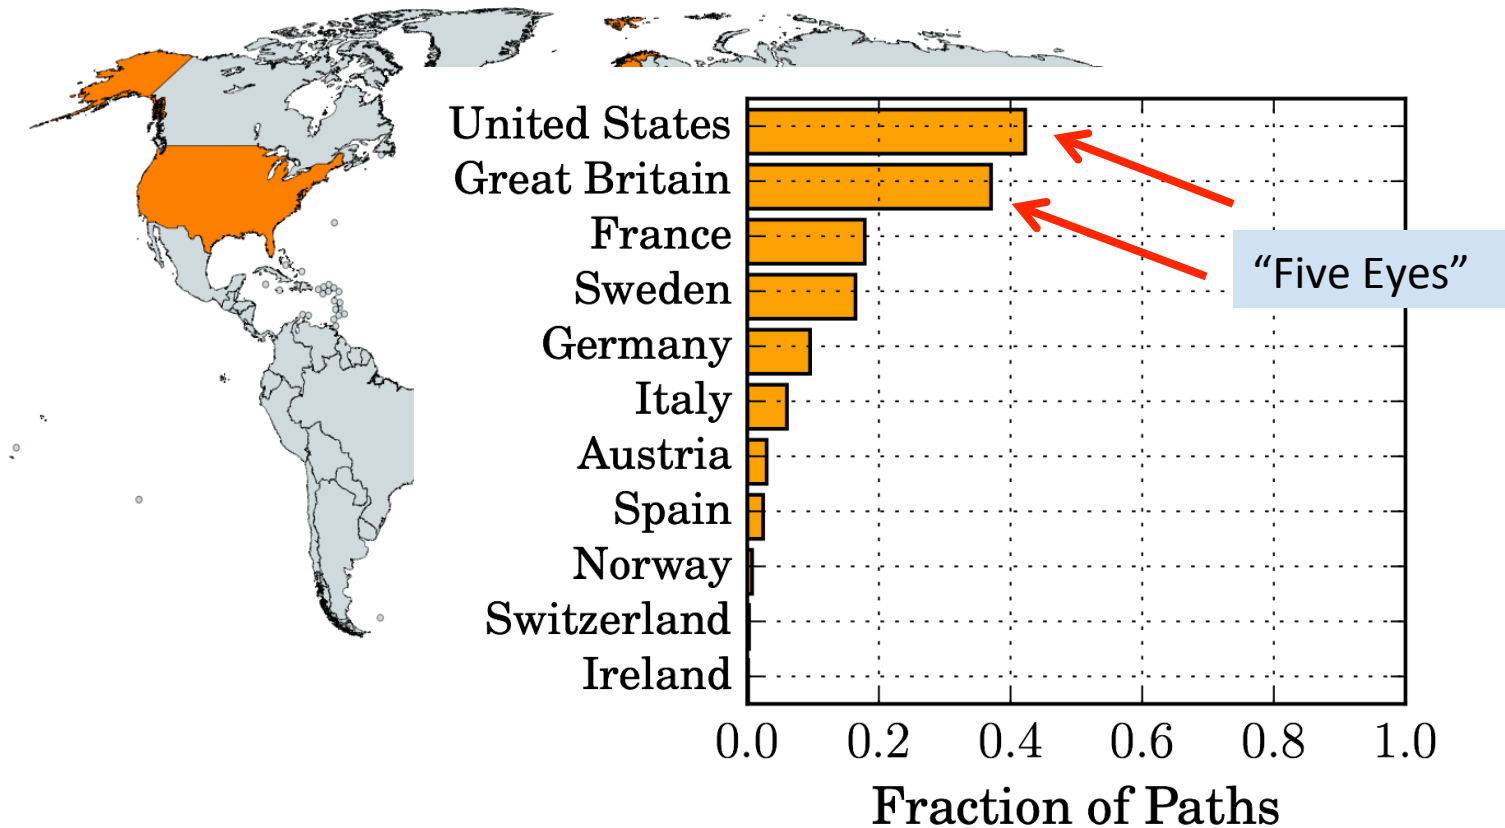 United States
Great Britain
France
“Five Eyes”
Sweden
Germany
Italy
Austria
Spain
Norway
Switzerland
Ireland
0.0 0.2 0.4 0.6 0.8 1.0
Fraction of Paths